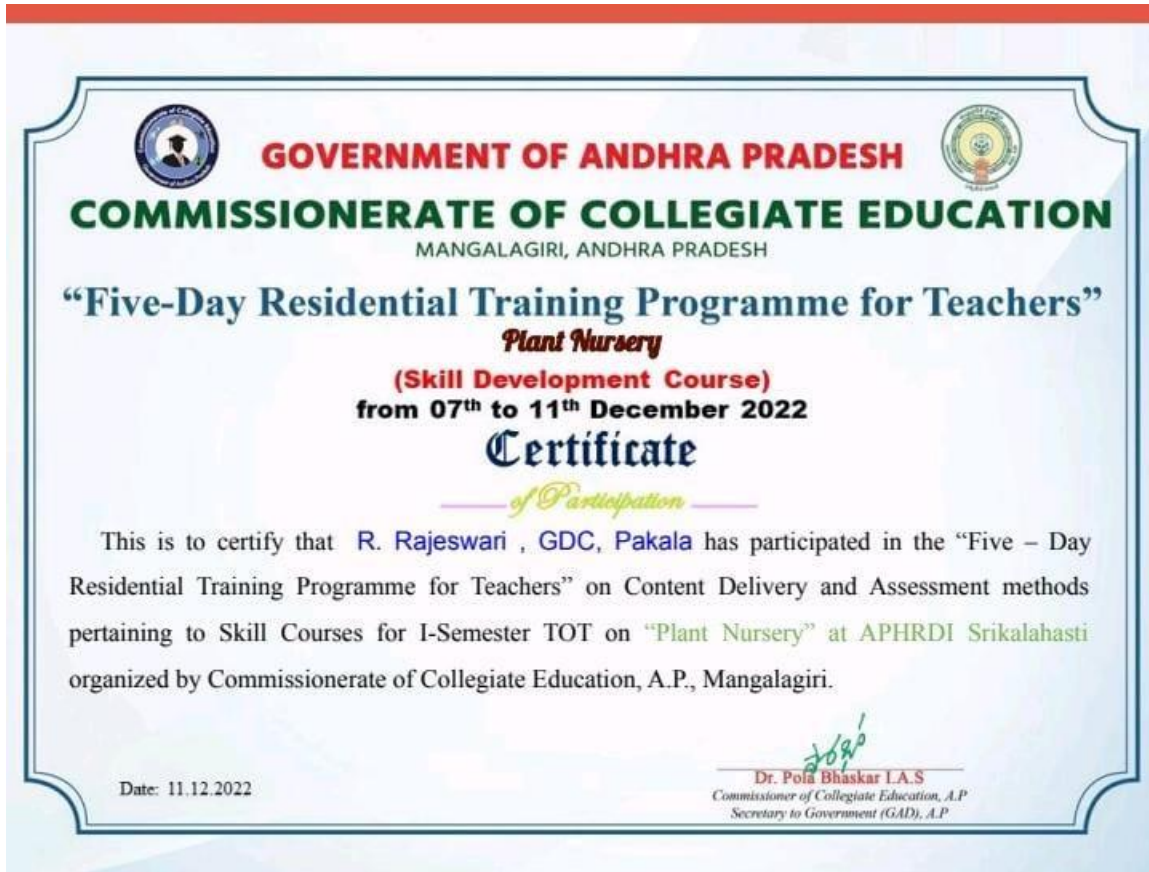 GOVERNMENT OF ANDHRA PRADESH
COMMISSIONERATE OF COLLEGIATE EDUCATION
MANGALAGIRI, ANDHRA PRADESH
“Five-Day Residential Training Programme for Teachers”
Plant Nursery
(Skill Development Course)
from 07th to 11th December 2022
Certificate
of Participation
This is to certify that R. Rajeswari , GDC, Pakala has participated in the “Five – Day
Residential Training Programme for Teachers” on Content Delivery and Assessment methods
pertaining to Skill Courses for I-Semester TOT on “Plant Nursery” at APHRDI Srikalahasti
organized by Commissionerate of Collegiate Education, A.P., Mangalagiri.
Date: 11.12.2022
Dr. Pola Bhaskar I.A.S
Commissioner of Collegiate Education, A.P
Secretary to Government (GAD), A.P